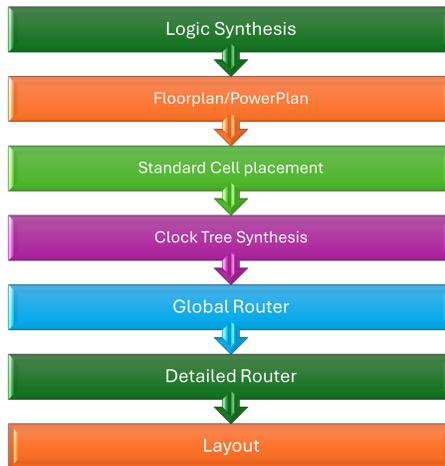 Logic Synthesis
Floorplan/PowerPlan
Standard Cell placement
Clock Tree Synthesis
Global Router
Detailed Router
Layout